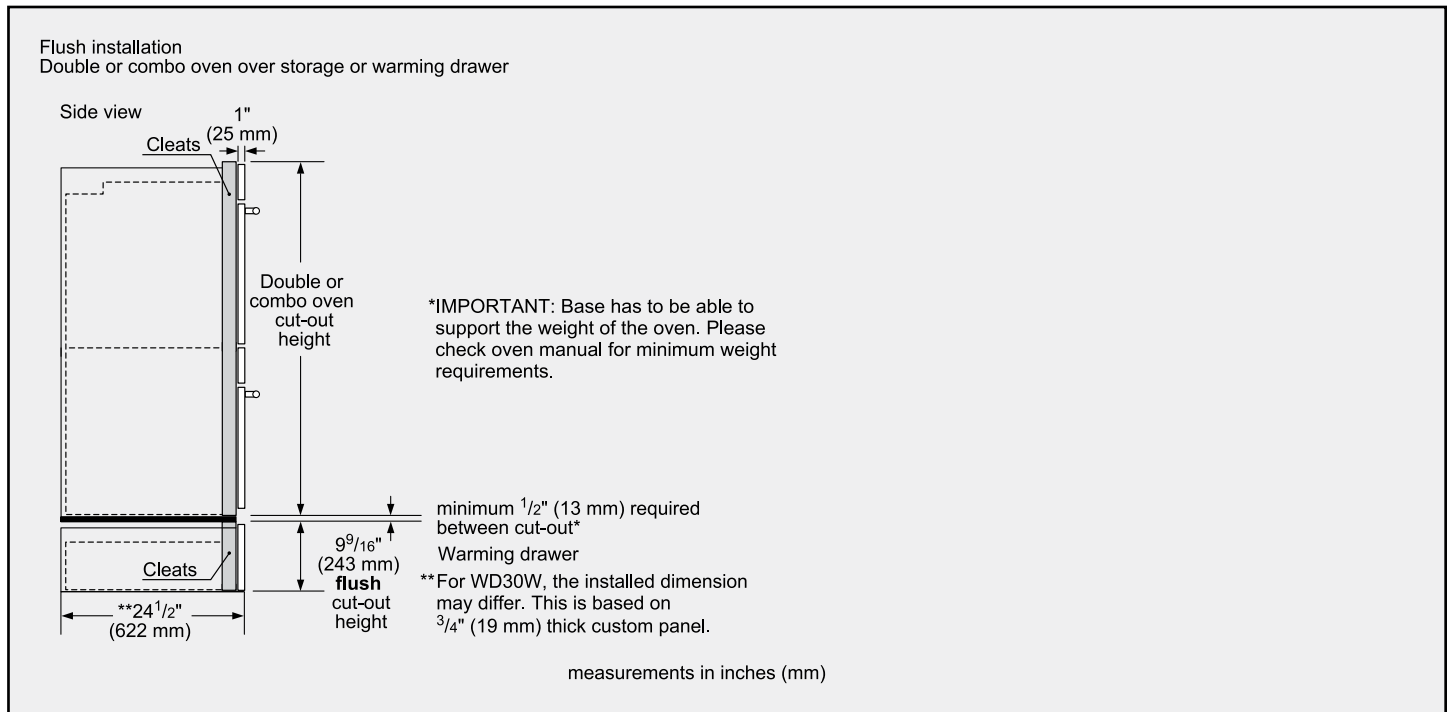 Flush installation
Double or combo oven over storage or warming drawer
Side view
1"
(25 mm)
Cleats
Double or
combo oven
cut-out
height
*IMPORTANT: Base has to be able to
support the weight of the oven. Please
check oven manual for minimum weight
requirements.
minimum 1/2" (13 mm) required
between cut-out*
Warming drawer
9 9/16"
(243 mm)
flush
cut-out
height
Cleats
**24 1/2"
(622 mm)
**For WD30W, the installed dimension
may differ. This is based on
3/4" (19 mm) thick custom panel.
measurements in inches (mm)